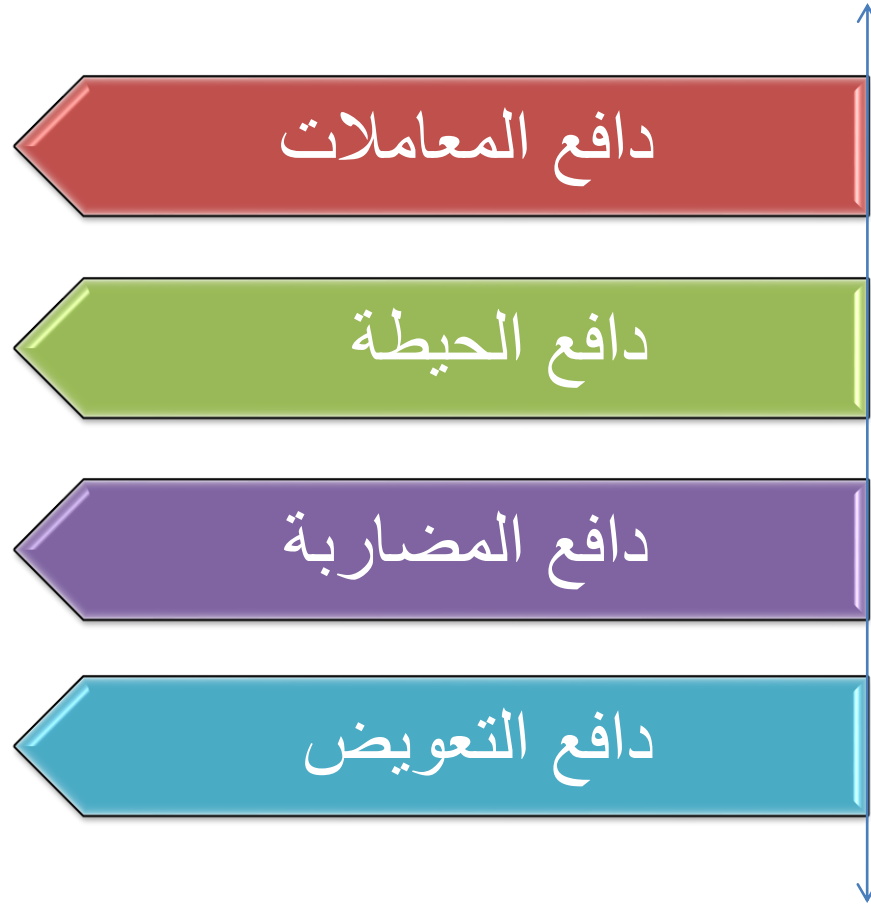 دافع المعاملات
دافع الحيطة
دافع المضاربة
دافع التعويض